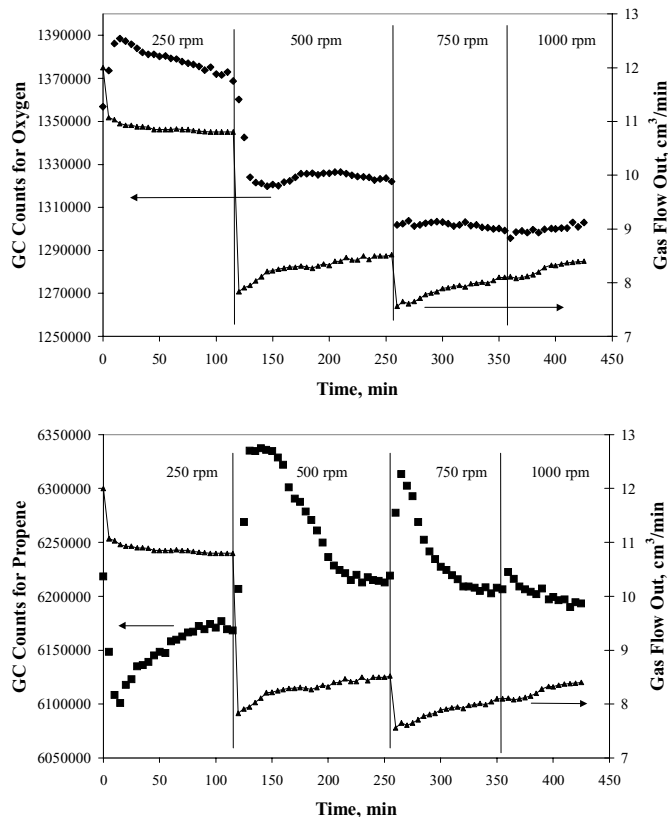 250 rpm 500 rpm 750 rpm 1000 rpm
1390000
1370000
1350000
1330000
1310000
1290000
1270000
1250000
GC Counts for Oxygen
13
12
11
10
9
8
7
Gas Flow Out, cm³/min
0 50 100 150 200 250 300 350 400 450
Time, min
250 rpm 500 rpm 750 rpm 1000 rpm
6350000
6300000
6250000
6200000
6150000
6100000
6050000
GC Counts for Propene
13
12
11
10
9
8
7
Gas Flow Out, cm³/min
0 50 100 150 200 250 300 350 400 450
Time, min